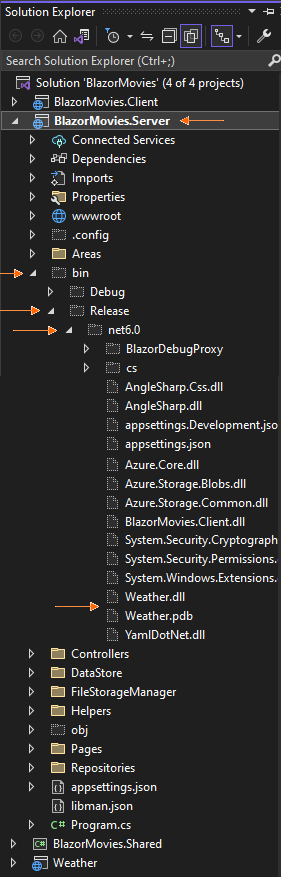 Solution Explorer
Search Solution Explorer (Ctrl+;)
Solution 'BlazorMovies' (4 of 4 projects)
BlazorMovies.Client
BlazorMovies.Server
Connected Services
Dependencies
Imports
Properties
wwwroot
.config
Areas
bin
Debug
Release
net6.0
BlazorDebugProxy
cs
AngleSharp.Css.dll
AngleSharp.dll
appsettings.Development.jso
appsettings.json
Azure.Core.dll
Azure.Storage.Blobs.dll
Azure.Storage.Common.dll
BlazorMovies.Client.dll
System.Security.Cryptograph
System.Security.Permissions.
System.Windows.Extensions.
Weather.dll
Weather.pdb
YamlDotNet.dll
Controllers
DataStore
FileStorageManager
Helpers
obj
Pages
Repositories
appsettings.json
libman.json
C# Program.cs
C# BlazorMovies.Shared
Weather